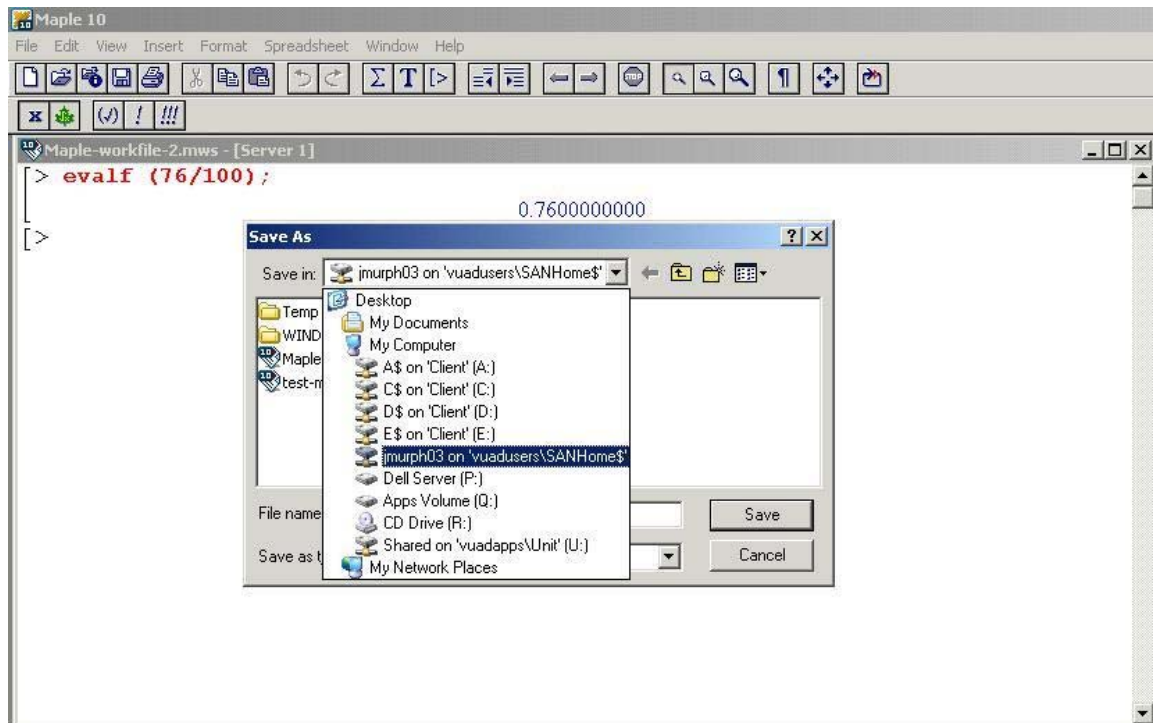 Maple 10
File Edit View Insert Format Spreadsheet Window Help
Maple-workfile-2.mws - [Server 1]
[> evalf (76/100);
0.7600000000
[>
Save As
Save in: jmurph03 on 'vuadusers\SANHome$'
Desktop
My Documents
My Computer
A$ on 'Client' (A:)
C$ on 'Client' (C:)
D$ on 'Client' (D:)
E$ on 'Client' (E:)
jmurph03 on 'vuadusers\SANHome$'
Dell Server (P:)
Apps Volume (Q:)
CD Drive (R:)
Shared on 'vuadapps\Unit' (U:)
My Network Places
Temp
WIND
Maple
test-m
File name
Save
Save as t
Cancel